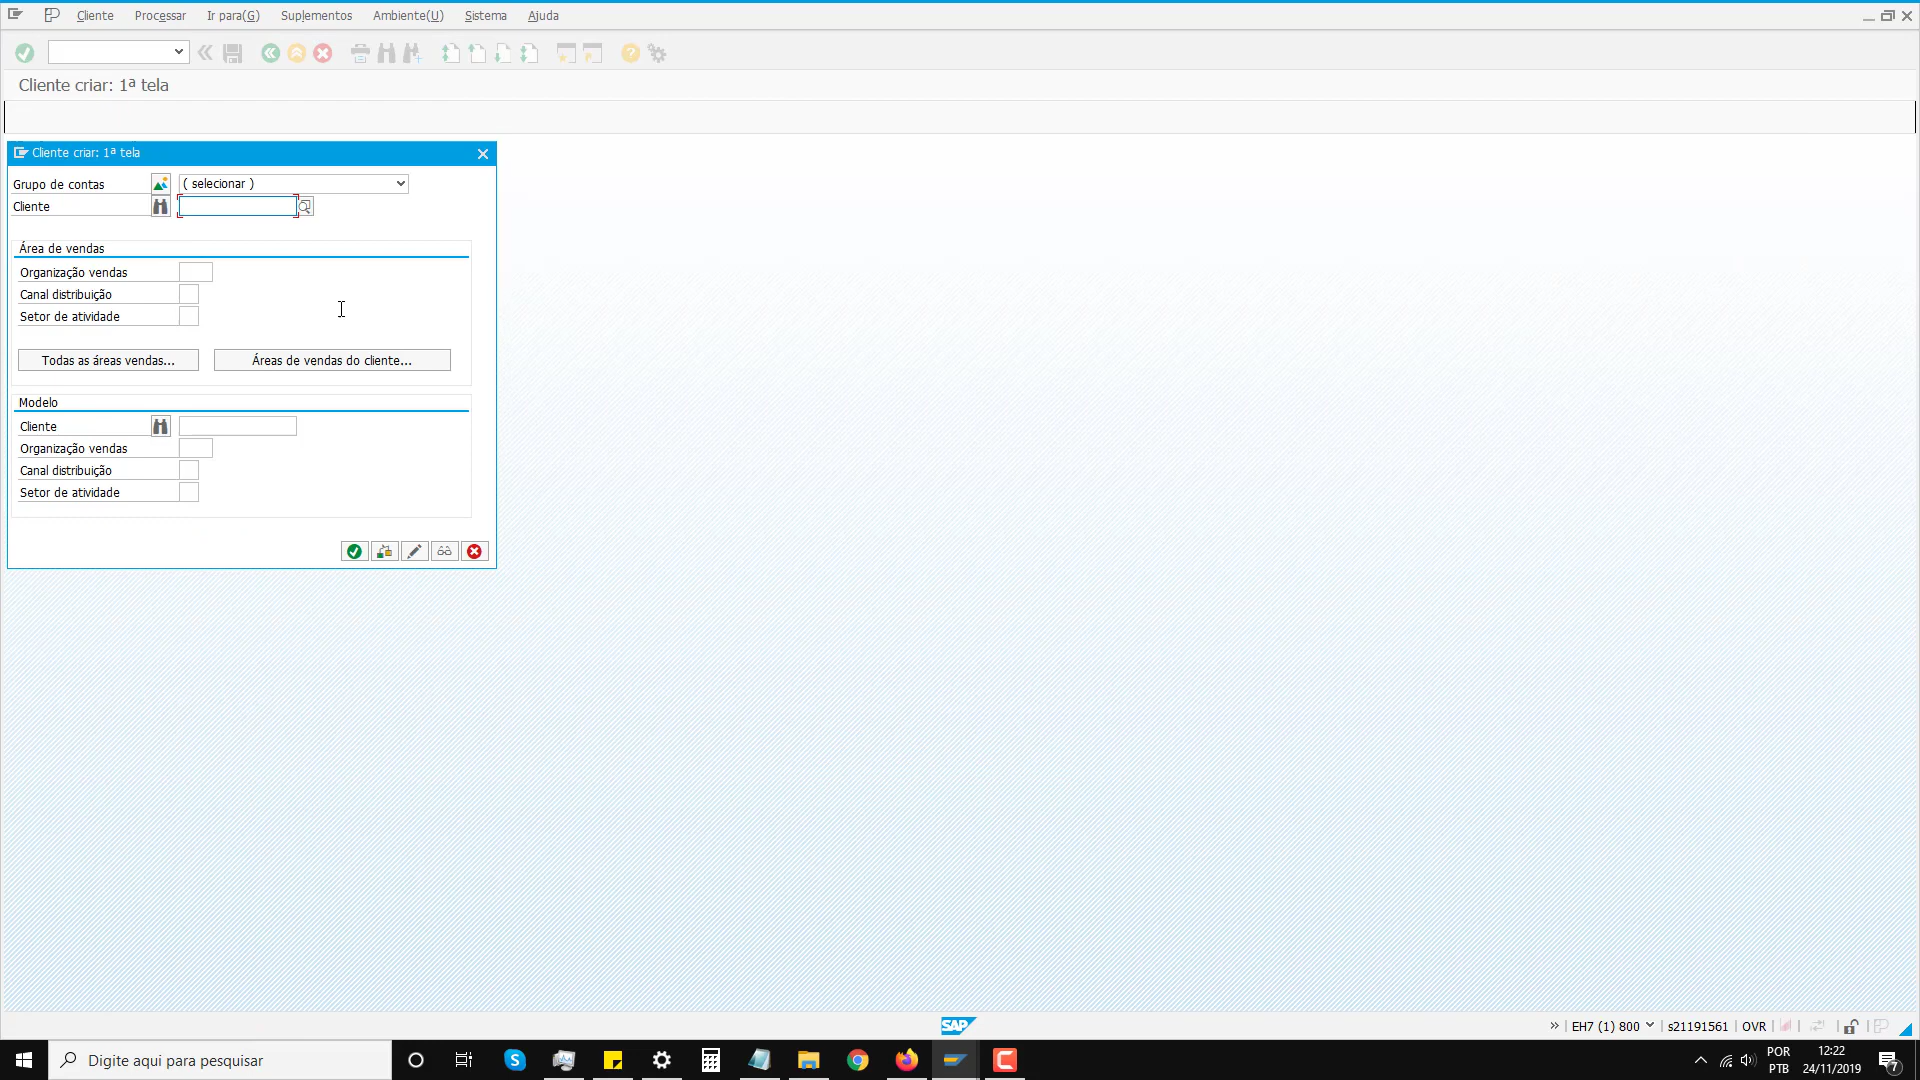 Cliente Processar Ir para(G) Suplementos Ambiente(U) Sistema Ajuda
Cliente criar: 1ª tela
Cliente criar: 1ª tela
Grupo de contas ( selecionar )
Cliente
Área de vendas
Organização vendas
Canal distribuição
Setor de atividade
Todas as áreas vendas... Áreas de vendas do cliente...
Modelo
Cliente
Organização vendas
Canal distribuição
Setor de atividade
SAP
EH7 (1) 800 s21191561 OVR
Digite aqui para pesquisar
POR
PTB
12:22
24/11/2019
7